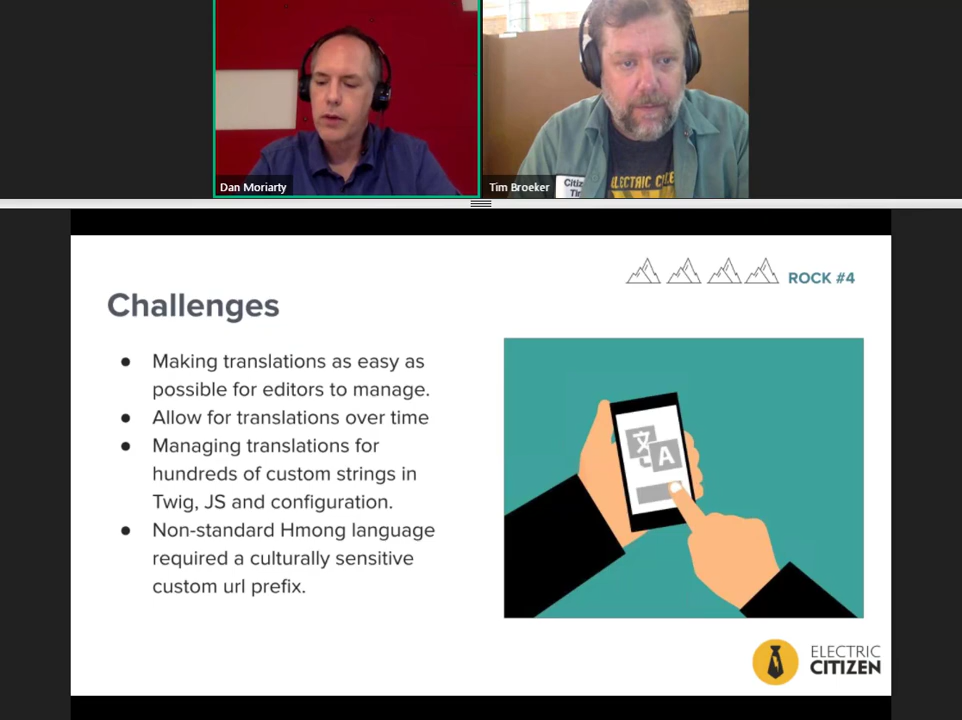 Dan Moriarty
Tim Broeker
ELECTRIC
ROCK #4
Challenges
● Making translations as easy as
possible for editors to manage.
● Allow for translations over time
● Managing translations for
hundreds of custom strings in
Twig, JS and configuration.
● Non-standard Hmong language
required a culturally sensitive
custom url prefix.
文
A
ELECTRIC
CITIZEN